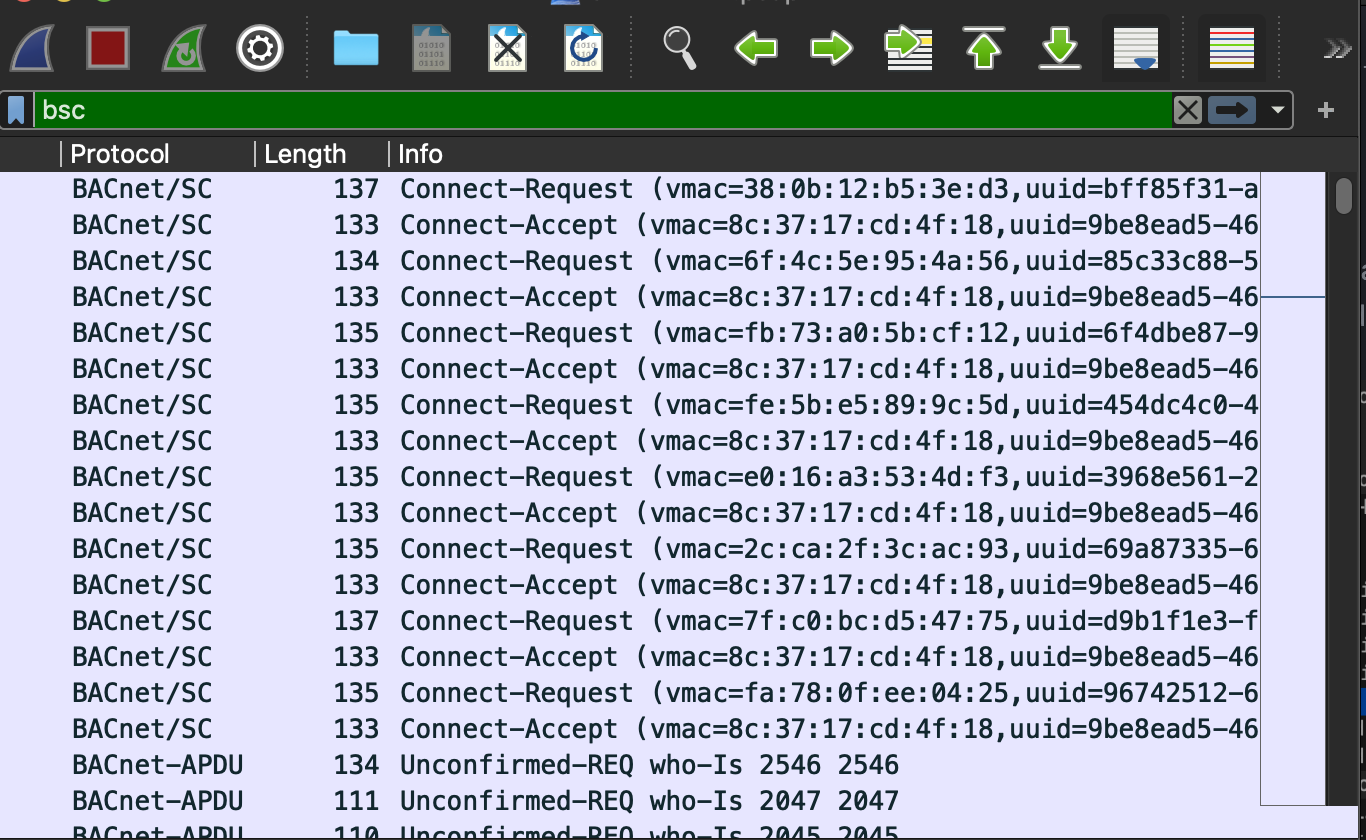 bsc
Protocol Length Info
BACnet/SC 137 Connect-Request (vmac=38:0b:12:b5:3e:d3,uuid=bff85f31-a
BACnet/SC 133 Connect-Accept (vmac=8c:37:17:cd:4f:18,uuid=9be8ead5-46
BACnet/SC 134 Connect-Request (vmac=6f:4c:5e:95:4a:56,uuid=85c33c88-5
BACnet/SC 133 Connect-Accept (vmac=8c:37:17:cd:4f:18,uuid=9be8ead5-46
BACnet/SC 135 Connect-Request (vmac=fb:73:a0:5b:cf:12,uuid=6f4dbe87-9
BACnet/SC 133 Connect-Accept (vmac=8c:37:17:cd:4f:18,uuid=9be8ead5-46
BACnet/SC 135 Connect-Request (vmac=fe:5b:e5:89:9c:5d,uuid=454dc4c0-4
BACnet/SC 133 Connect-Accept (vmac=8c:37:17:cd:4f:18,uuid=9be8ead5-46
BACnet/SC 135 Connect-Request (vmac=e0:16:a3:53:4d:f3,uuid=3968e561-2
BACnet/SC 133 Connect-Accept (vmac=8c:37:17:cd:4f:18,uuid=9be8ead5-46
BACnet/SC 135 Connect-Request (vmac=2c:ca:2f:3c:ac:93,uuid=69a87335-6
BACnet/SC 133 Connect-Accept (vmac=8c:37:17:cd:4f:18,uuid=9be8ead5-46
BACnet/SC 137 Connect-Request (vmac=7f:c0:bc:d5:47:75,uuid=d9b1f1e3-f
BACnet/SC 133 Connect-Accept (vmac=8c:37:17:cd:4f:18,uuid=9be8ead5-46
BACnet/SC 135 Connect-Request (vmac=fa:78:0f:ee:04:25,uuid=96742512-6
BACnet/SC 133 Connect-Accept (vmac=8c:37:17:cd:4f:18,uuid=9be8ead5-46
BACnet-APDU 134 Unconfirmed-REQ who-Is 2546 2546
BACnet-APDU 111 Unconfirmed-REQ who-Is 2047 2047
BACnet-APDU 110 Unconfirmed-REQ who-Is 2045 2045